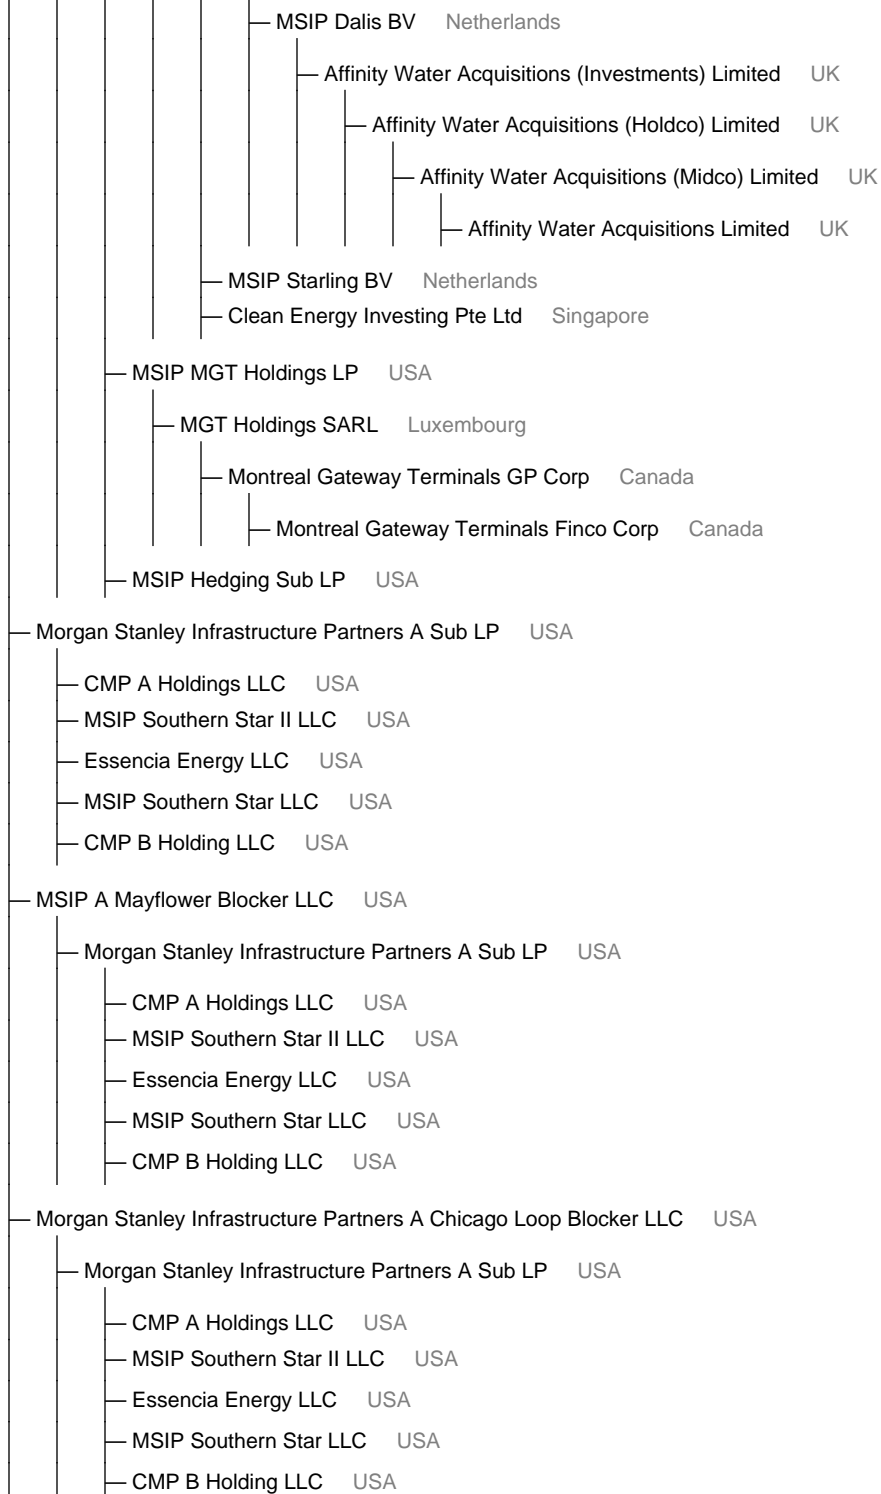 MSIP Dalis BV Netherlands
Affinity Water Acquisitions (Investments) Limited UK
Affinity Water Acquisitions (Holdco) Limited UK
Affinity Water Acquisitions (Midco) Limited UK
Affinity Water Acquisitions Limited UK
MSIP Starling BV Netherlands
Clean Energy Investing Pte Ltd Singapore
MSIP MGT Holdings LP USA
MGT Holdings SARL Luxembourg
Montreal Gateway Terminals GP Corp Canada
Montreal Gateway Terminals Finco Corp Canada
MSIP Hedging Sub LP USA
Morgan Stanley Infrastructure Partners A Sub LP USA
CMP A Holdings LLC USA
MSIP Southern Star II LLC USA
Essencia Energy LLC USA
MSIP Southern Star LLC USA
CMP B Holding LLC USA
MSIP A Mayflower Blocker LLC USA
Morgan Stanley Infrastructure Partners A Sub LP USA
CMP A Holdings LLC USA
MSIP Southern Star II LLC USA
Essencia Energy LLC USA
MSIP Southern Star LLC USA
CMP B Holding LLC USA
Morgan Stanley Infrastructure Partners A Chicago Loop Blocker LLC USA
Morgan Stanley Infrastructure Partners A Sub LP USA
CMP A Holdings LLC USA
MSIP Southern Star II LLC USA
Essencia Energy LLC USA
MSIP Southern Star LLC USA
CMP B Holding LLC USA